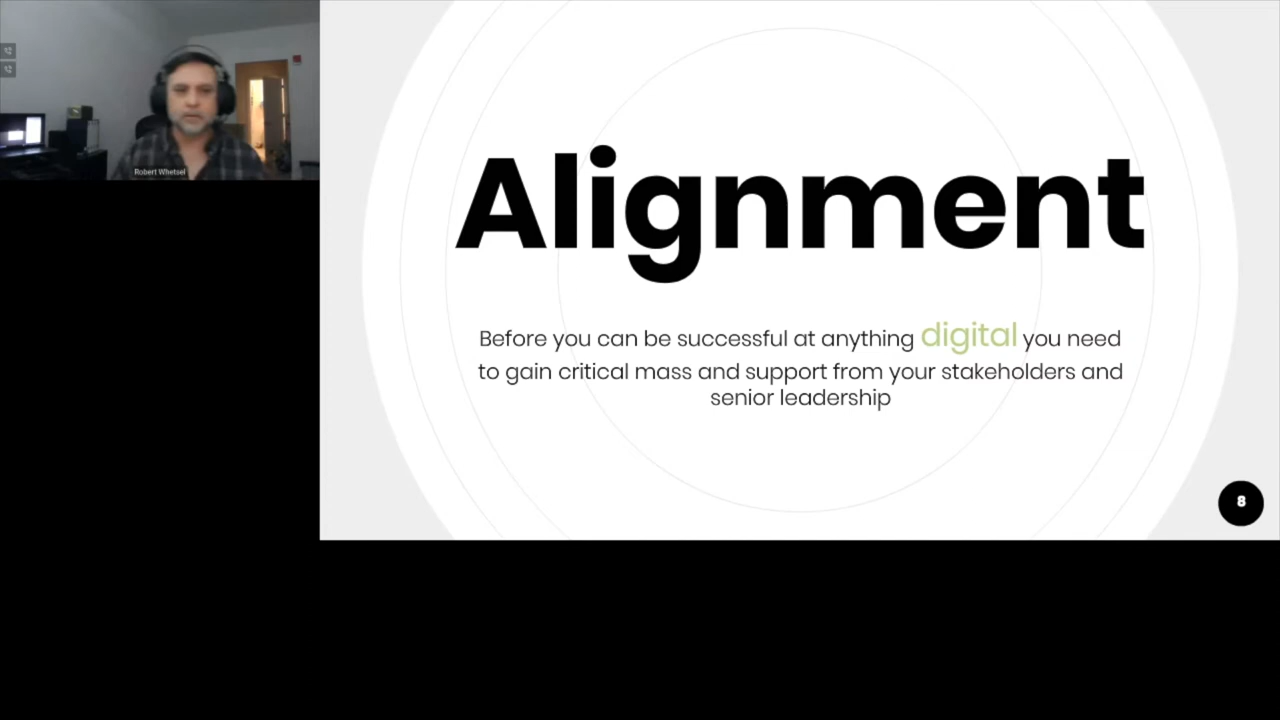 Robert Whetsel
Alignment
Before you can be successful at anything digital you need
to gain critical mass and support from your stakeholders and
senior leadership
8